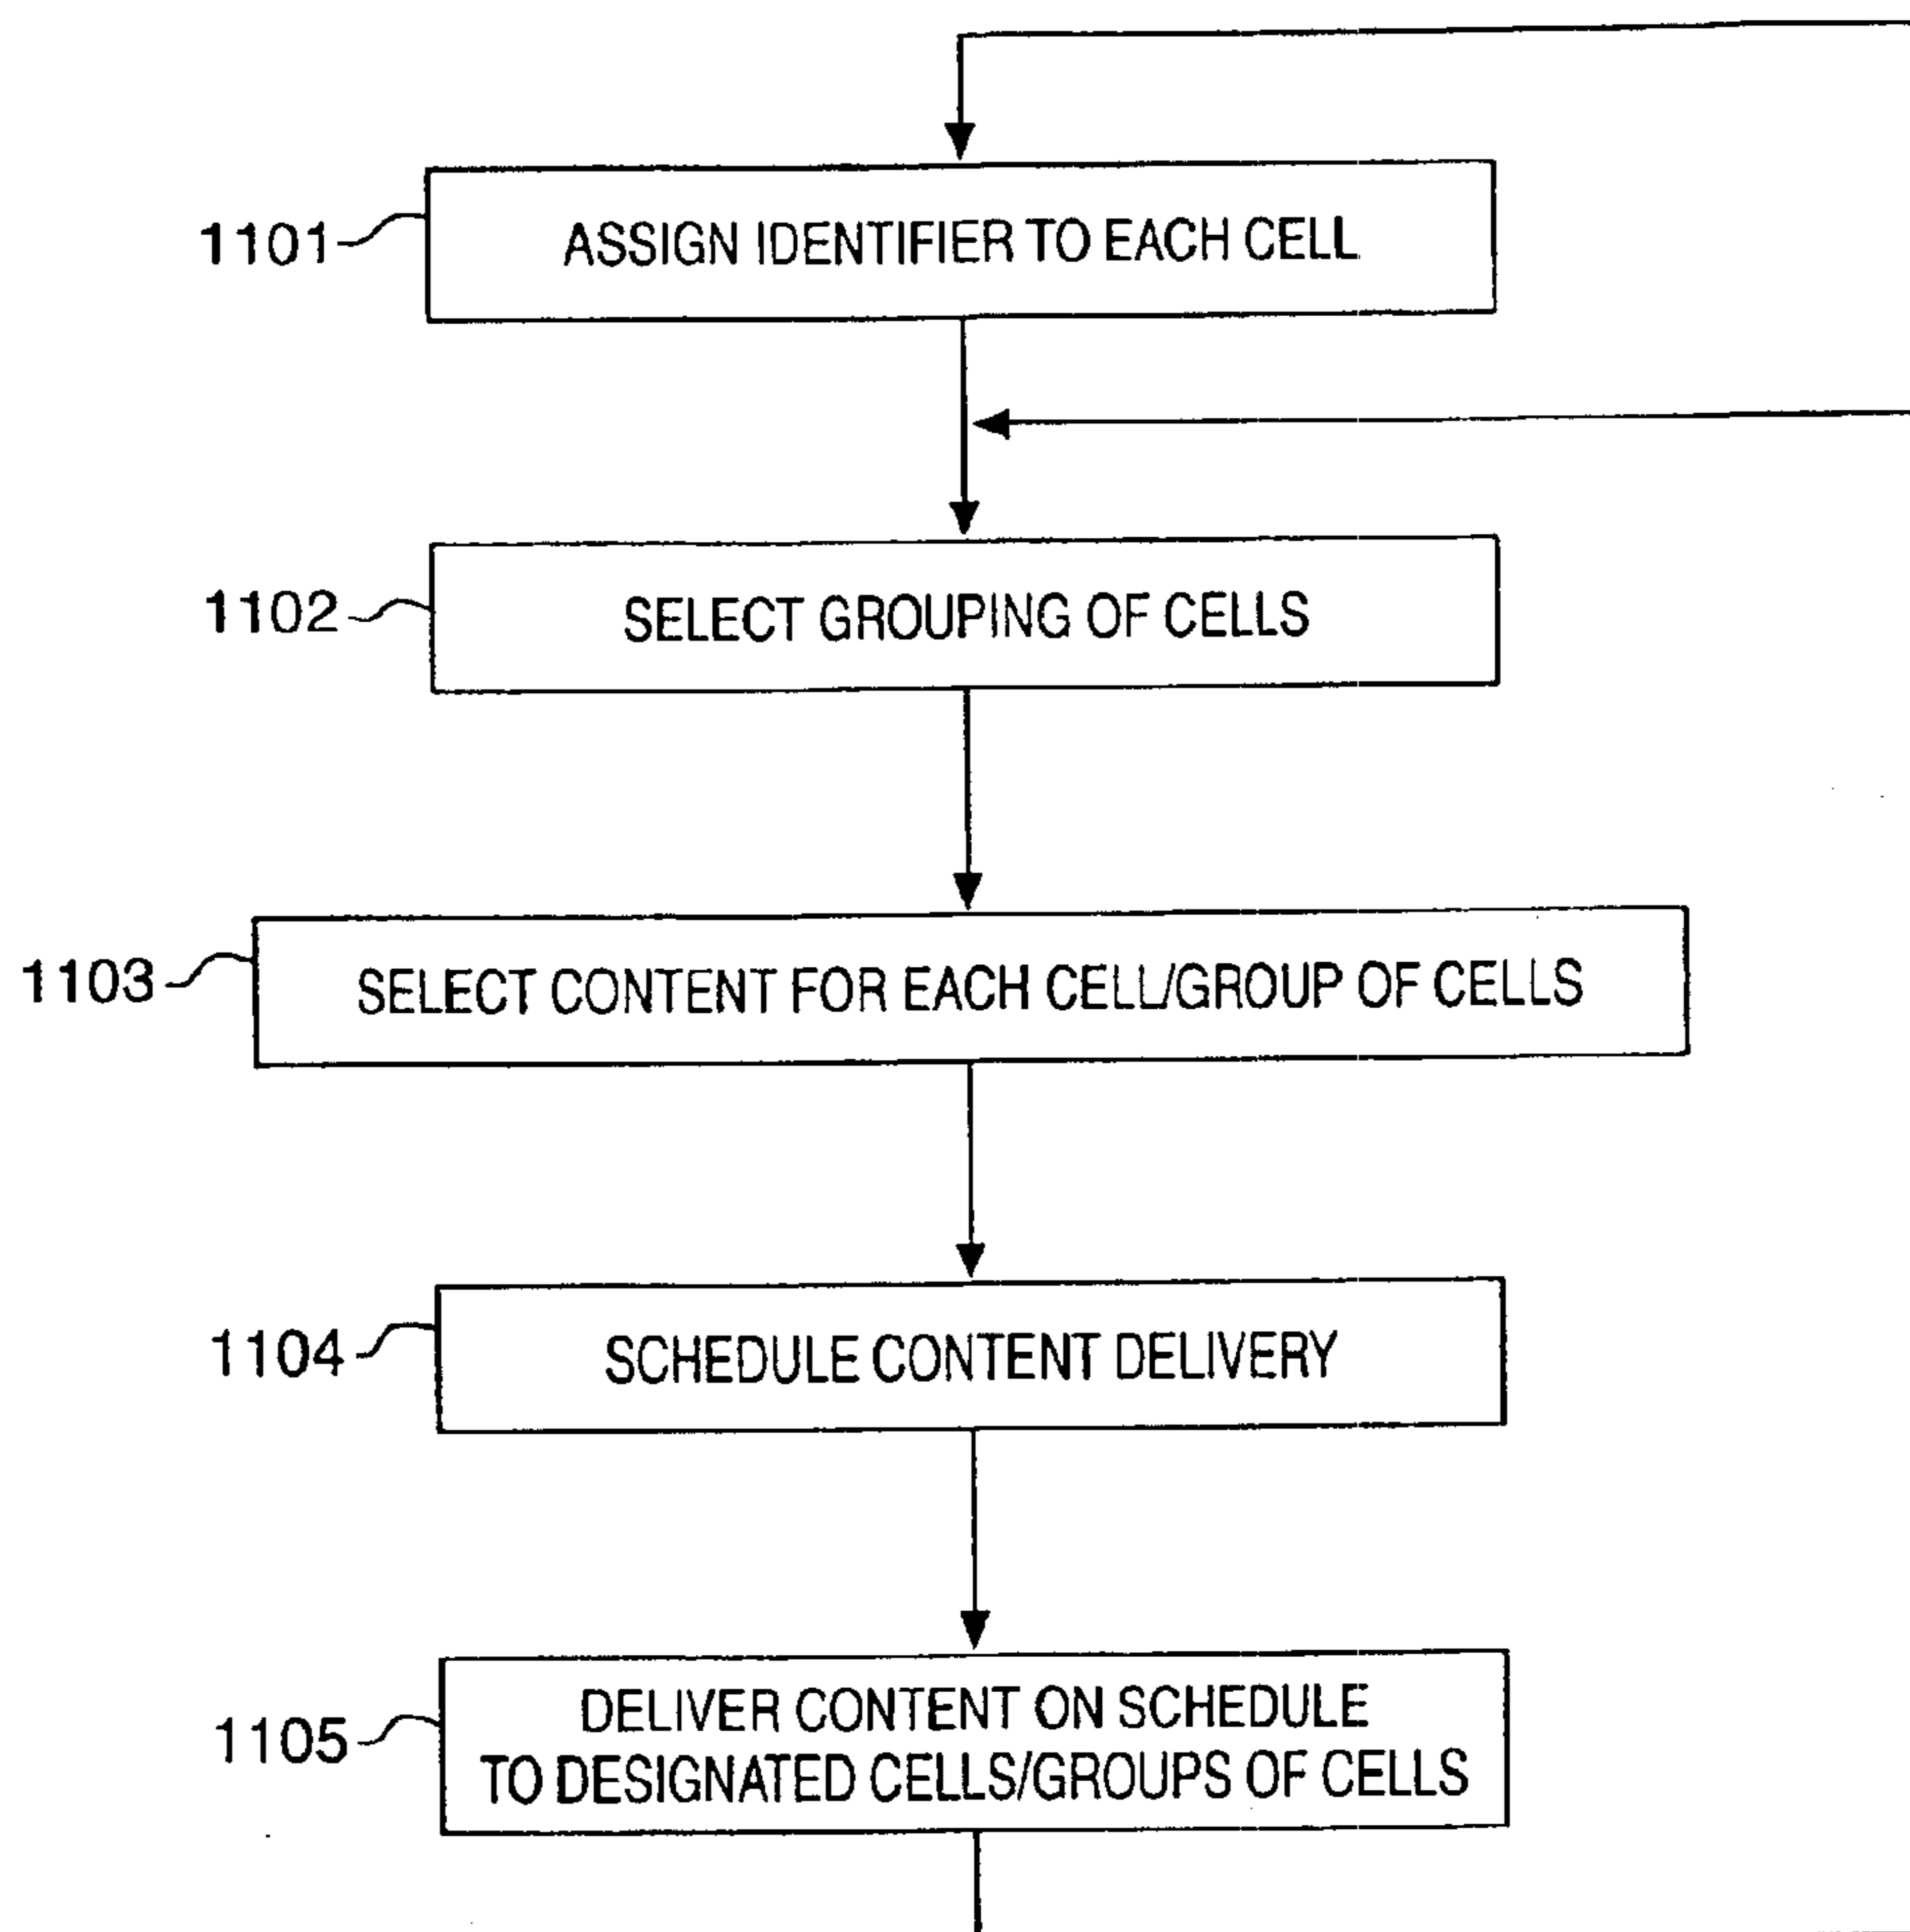 1101
ASSIGN IDENTIFIER TO EACH CELL
1102
SELECT GROUPING OF CELLS
1103
SELECT CONTENT FOR EACH CELL/GROUP OF CELLS
1104
SCHEDULE CONTENT DELIVERY
1105
DELIVER CONTENT ON SCHEDULE
TO DESIGNATED CELLS/GROUPS OF CELLS